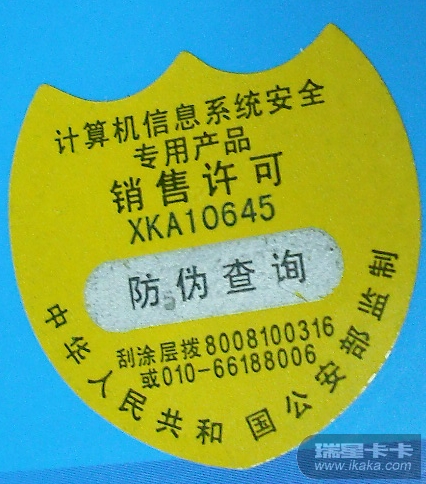 计算机信息系统安全
专用产品
销售许可
XKA10645
防伪查询
刮涂层拨8008100316
或010-66188006
中华人民共和国公安部监制
瑞星卡卡
www.ikaka.com